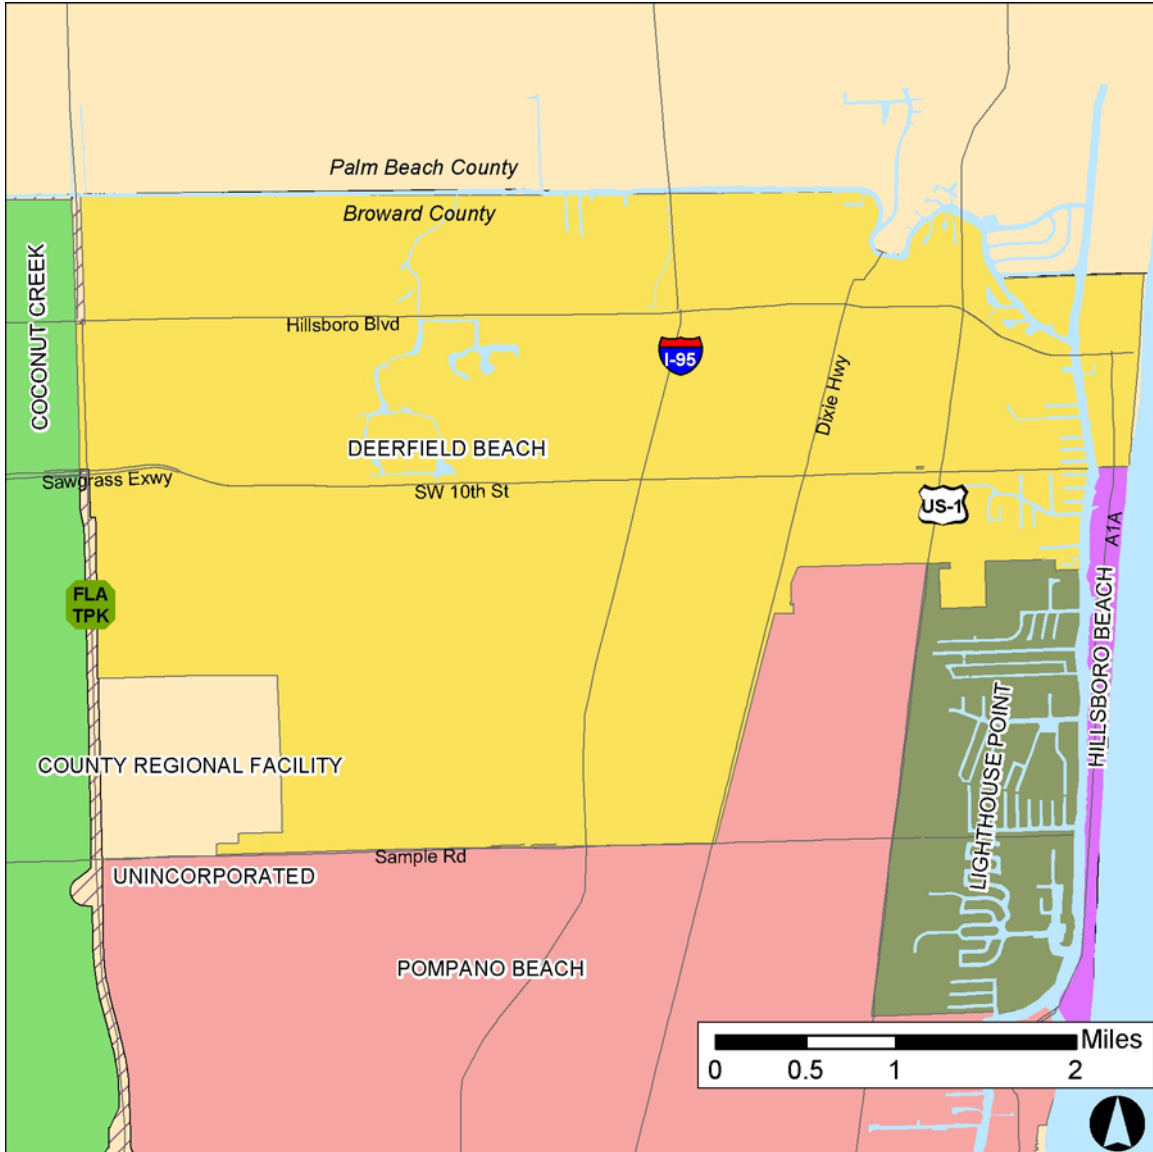 Palm Beach County
Broward County
COCONUT CREEK
Hillsboro Blvd
I-95
Dixie Hwy
DEERFIELD BEACH
Sawgrass Exwy
SW 10th St
US-1
A1A
FLA
TPK
HILLSBORO BEACH
LIGHTHOUSE POINT
COUNTY REGIONAL FACILITY
Sample Rd
UNINCORPORATED
POMPANO BEACH
Miles
0 0.5 1 2